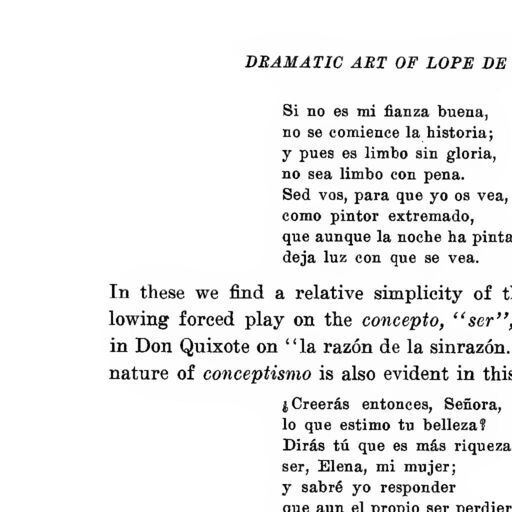 DRAMATIC ART OF LOPE DE
Si no es mi fianza buena,
no se comience la historia;
y pues es limbo sin gloria,
no sea limbo con pena.
Sed vos, para que yo os vea,
como pintor extremado,
que aunque la noche ha pinta
deja luz con que se vea.
In these we find a relative simplicity of t
lowing forced play on the concepto, “ser”,
in Don Quixote on “la razón de la sinrazón.
nature of conceptismo is also evident in this
¿Creerás entonces, Señora,
lo que estimo tu belleza?
Dirás tú que es más riqueza
ser, Elena, mi mujer;
y sabré yo responder
que aun el propio ser perdier